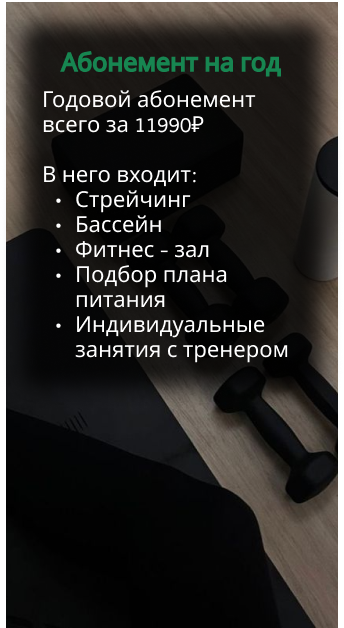 Абонемент на год
Годовой абонемент
всего за 11990₽
В него входит:
• Стрейчинг
• Бассейн
• Фитнес - зал
• Подбор плана
питания
• Индивидуальные
занятия с тренером